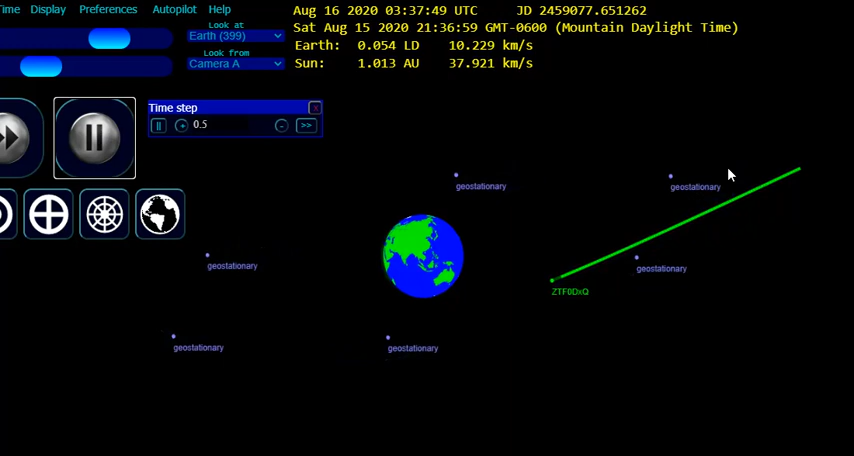 Time Display Preferences Autopilot Help
Aug 16 2020 03:37:49 UTC JD 2459077.651262
Look at
Sat Aug 15 2020 21:36:59 GMT-0600 (Mountain Daylight Time)
Earth (399)
Earth: 0.054 LD 10.229 km/s
Look from
Camera A
Sun: 1.013 AU 37.921 km/s
Time step
x
+ 0.5 - >>
geostationary
geostationary
geostationary
geostationary
ZTF0DxQ
geostationary
geostationary